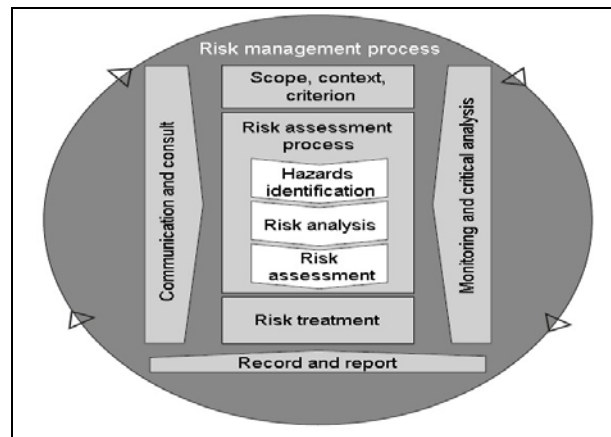 Risk management process
Scope, context,
criterion
Communication and consult
Risk assessment
process
Hazards
identification
Risk analysis
Risk
assessment
Monitoring and critical analysis
Risk treatment
Record and report